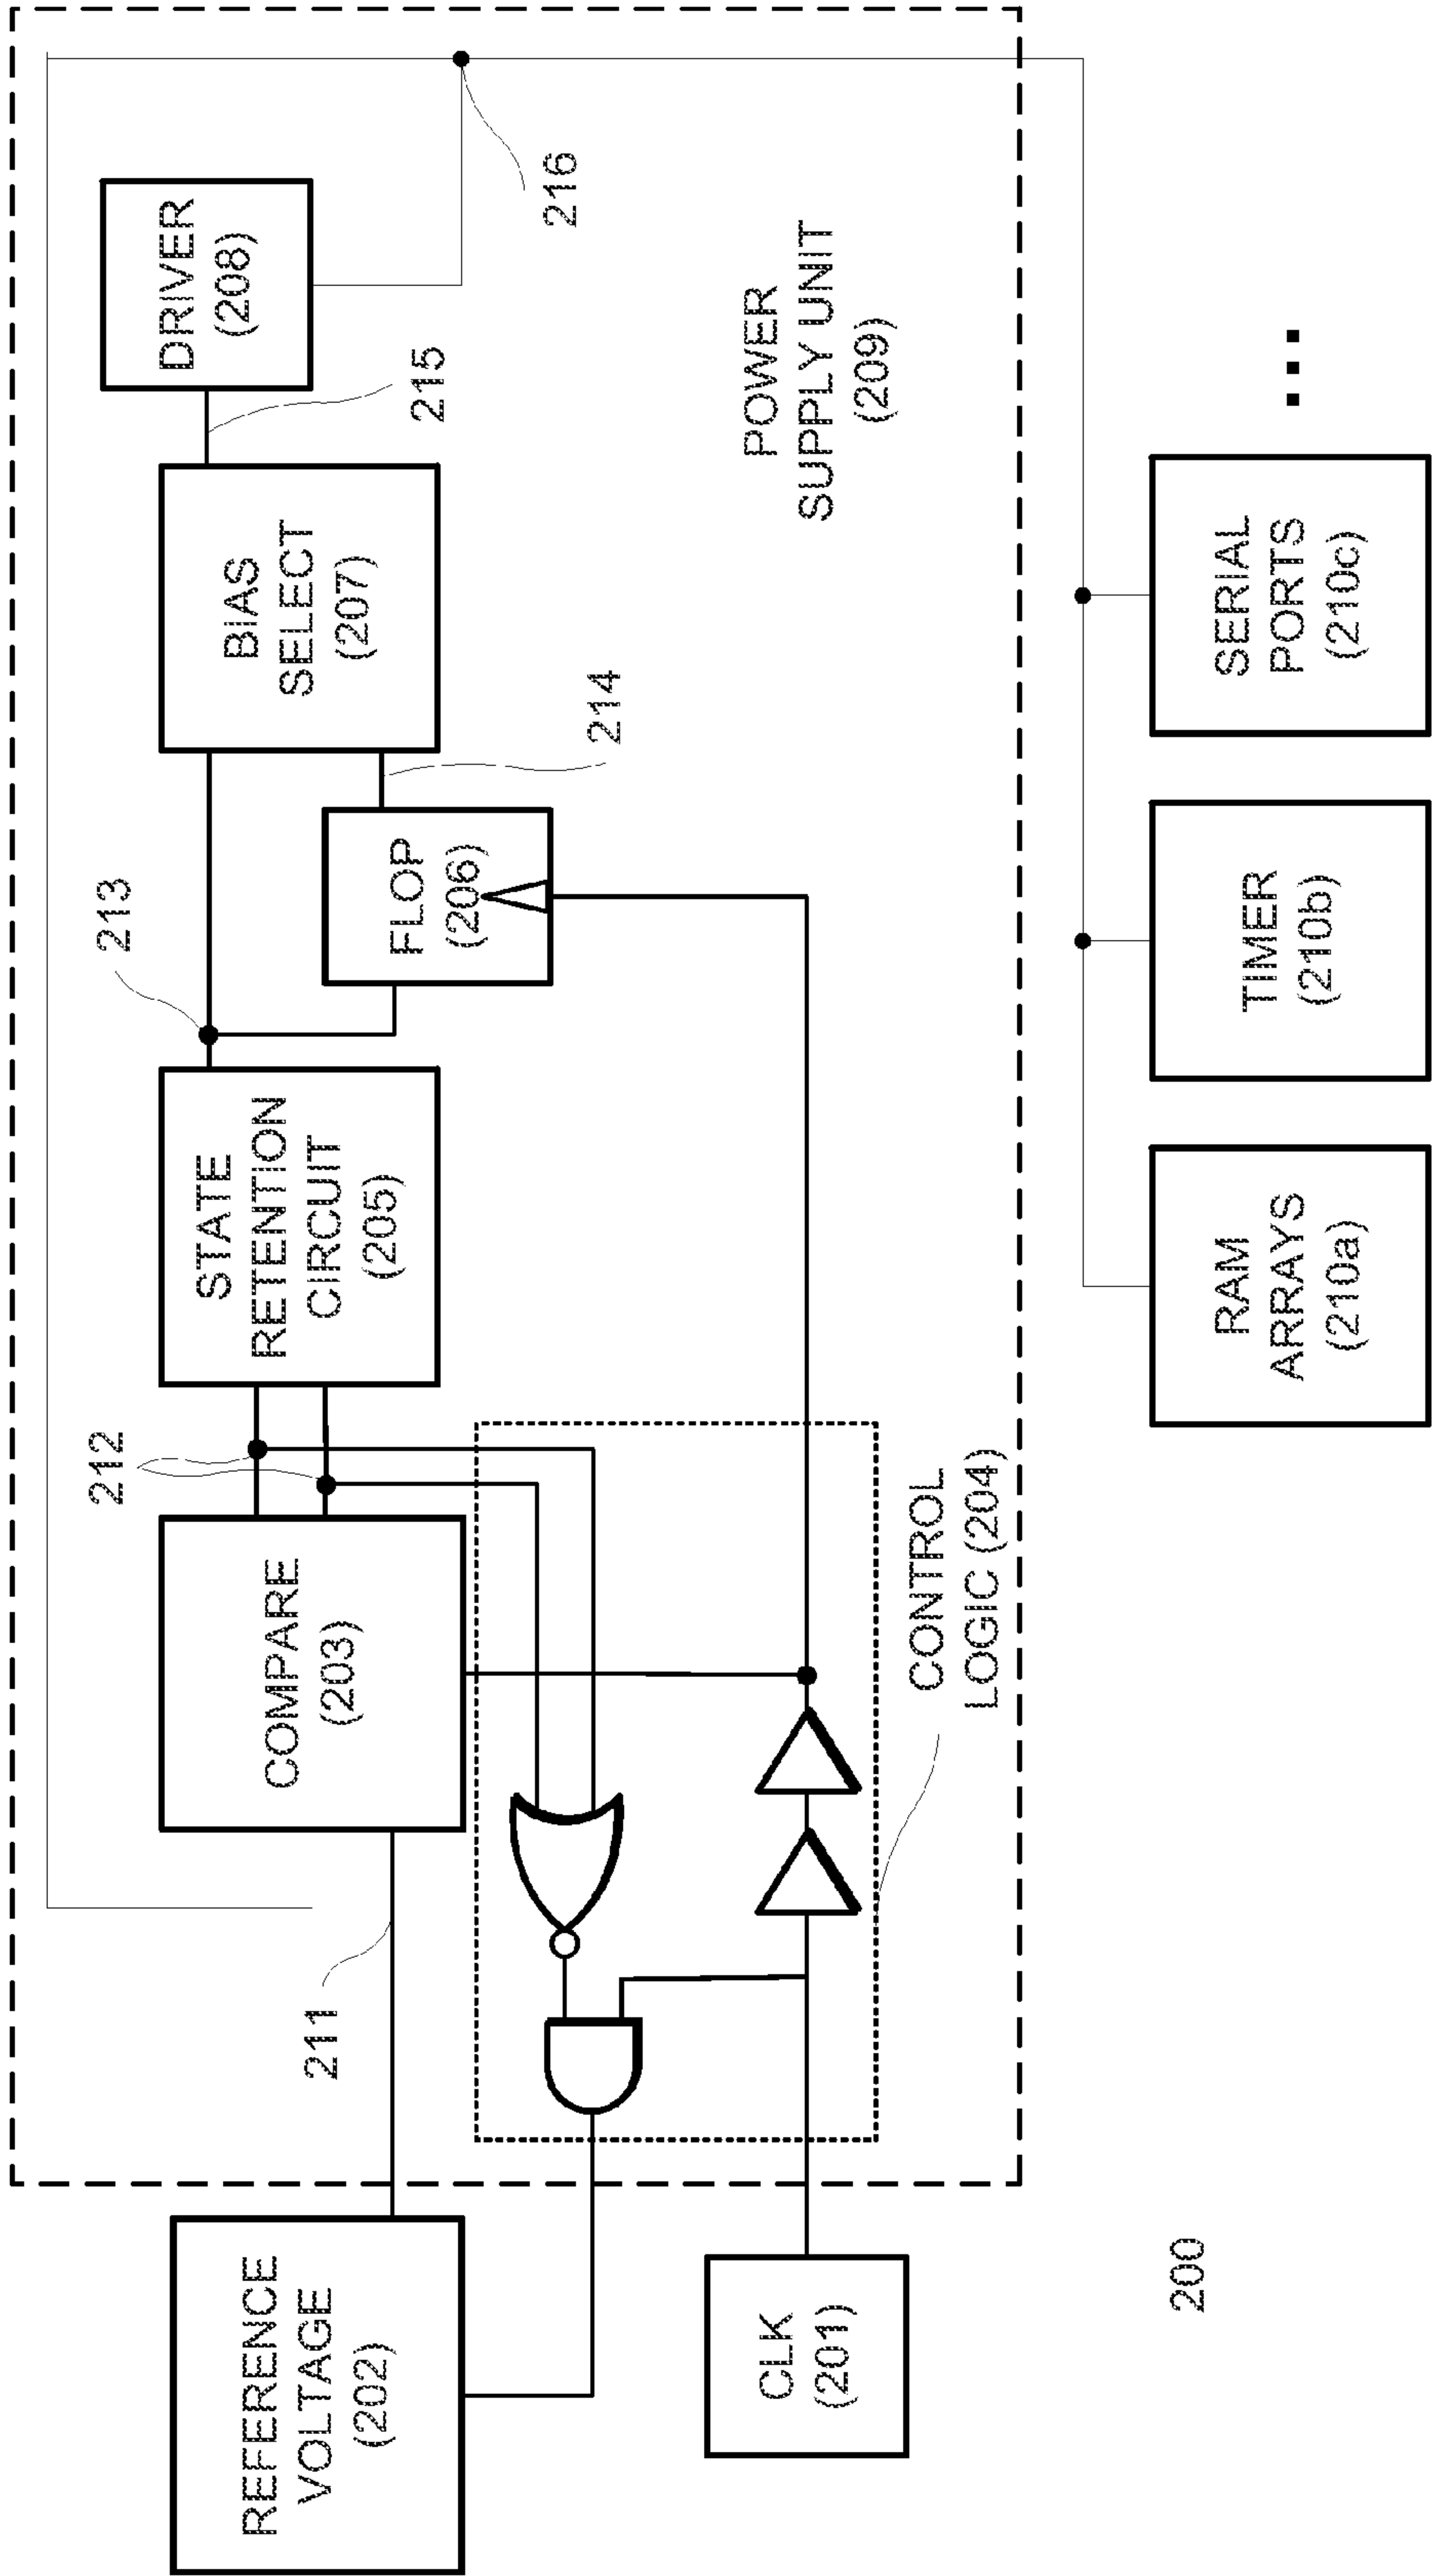 216
DRIVER
(208)
215
BIAS
SELECT
(207)
214
213
FLOP
(206)
STATE
RETENTION
CIRCUIT
(205)
212
COMPARE
(203)
211
REFERENCE
VOLTAGE
(202)
CLK
(201)
CONTROL
LOGIC (204)
POWER
SUPPLY UNIT
(209)
RAM
ARRAYS
(210a)
TIMER
(210b)
SERIAL
PORTS
(210c)
...
200